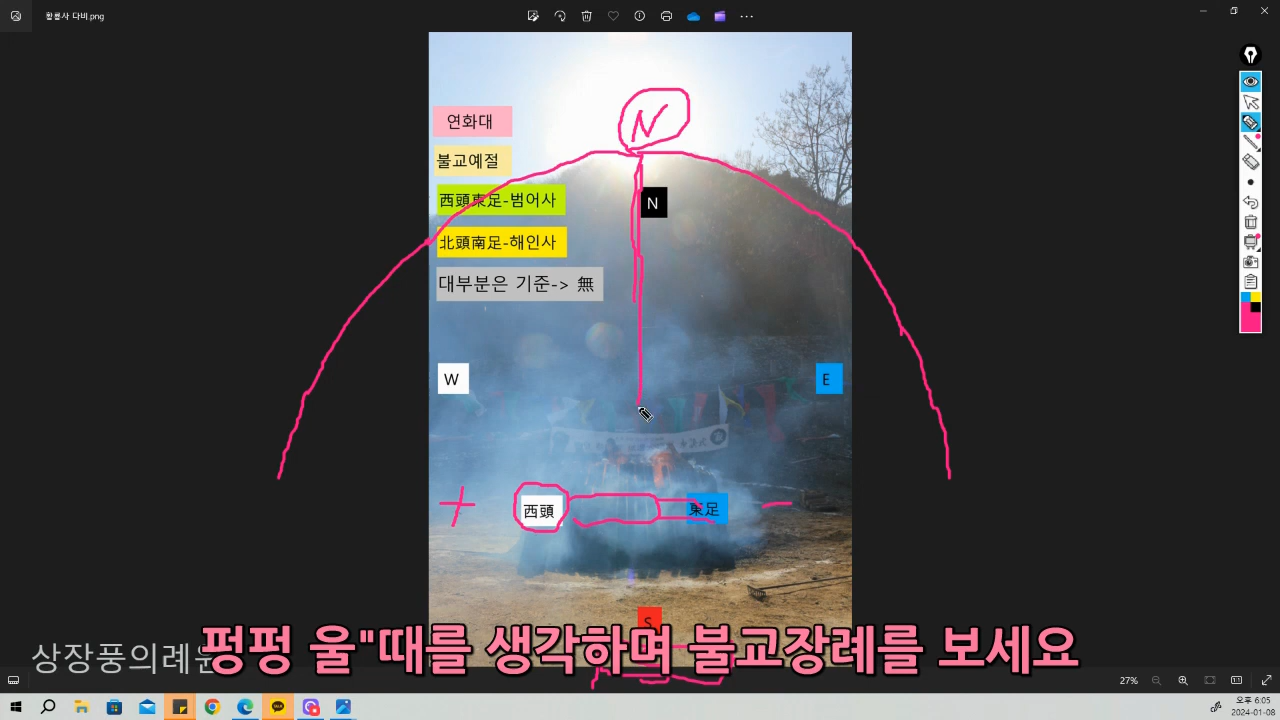 황룡사 다비.png
N
연화대
불교예절
西頭東足-범어사
N
北頭南足-해인사
대부분은 기준-> 無
W
E
西頭
東足
S
펑펑 울"때를 생각하며 불교장례를 보세요
상장풍의례원
27%
오후 6:05
2024-01-08